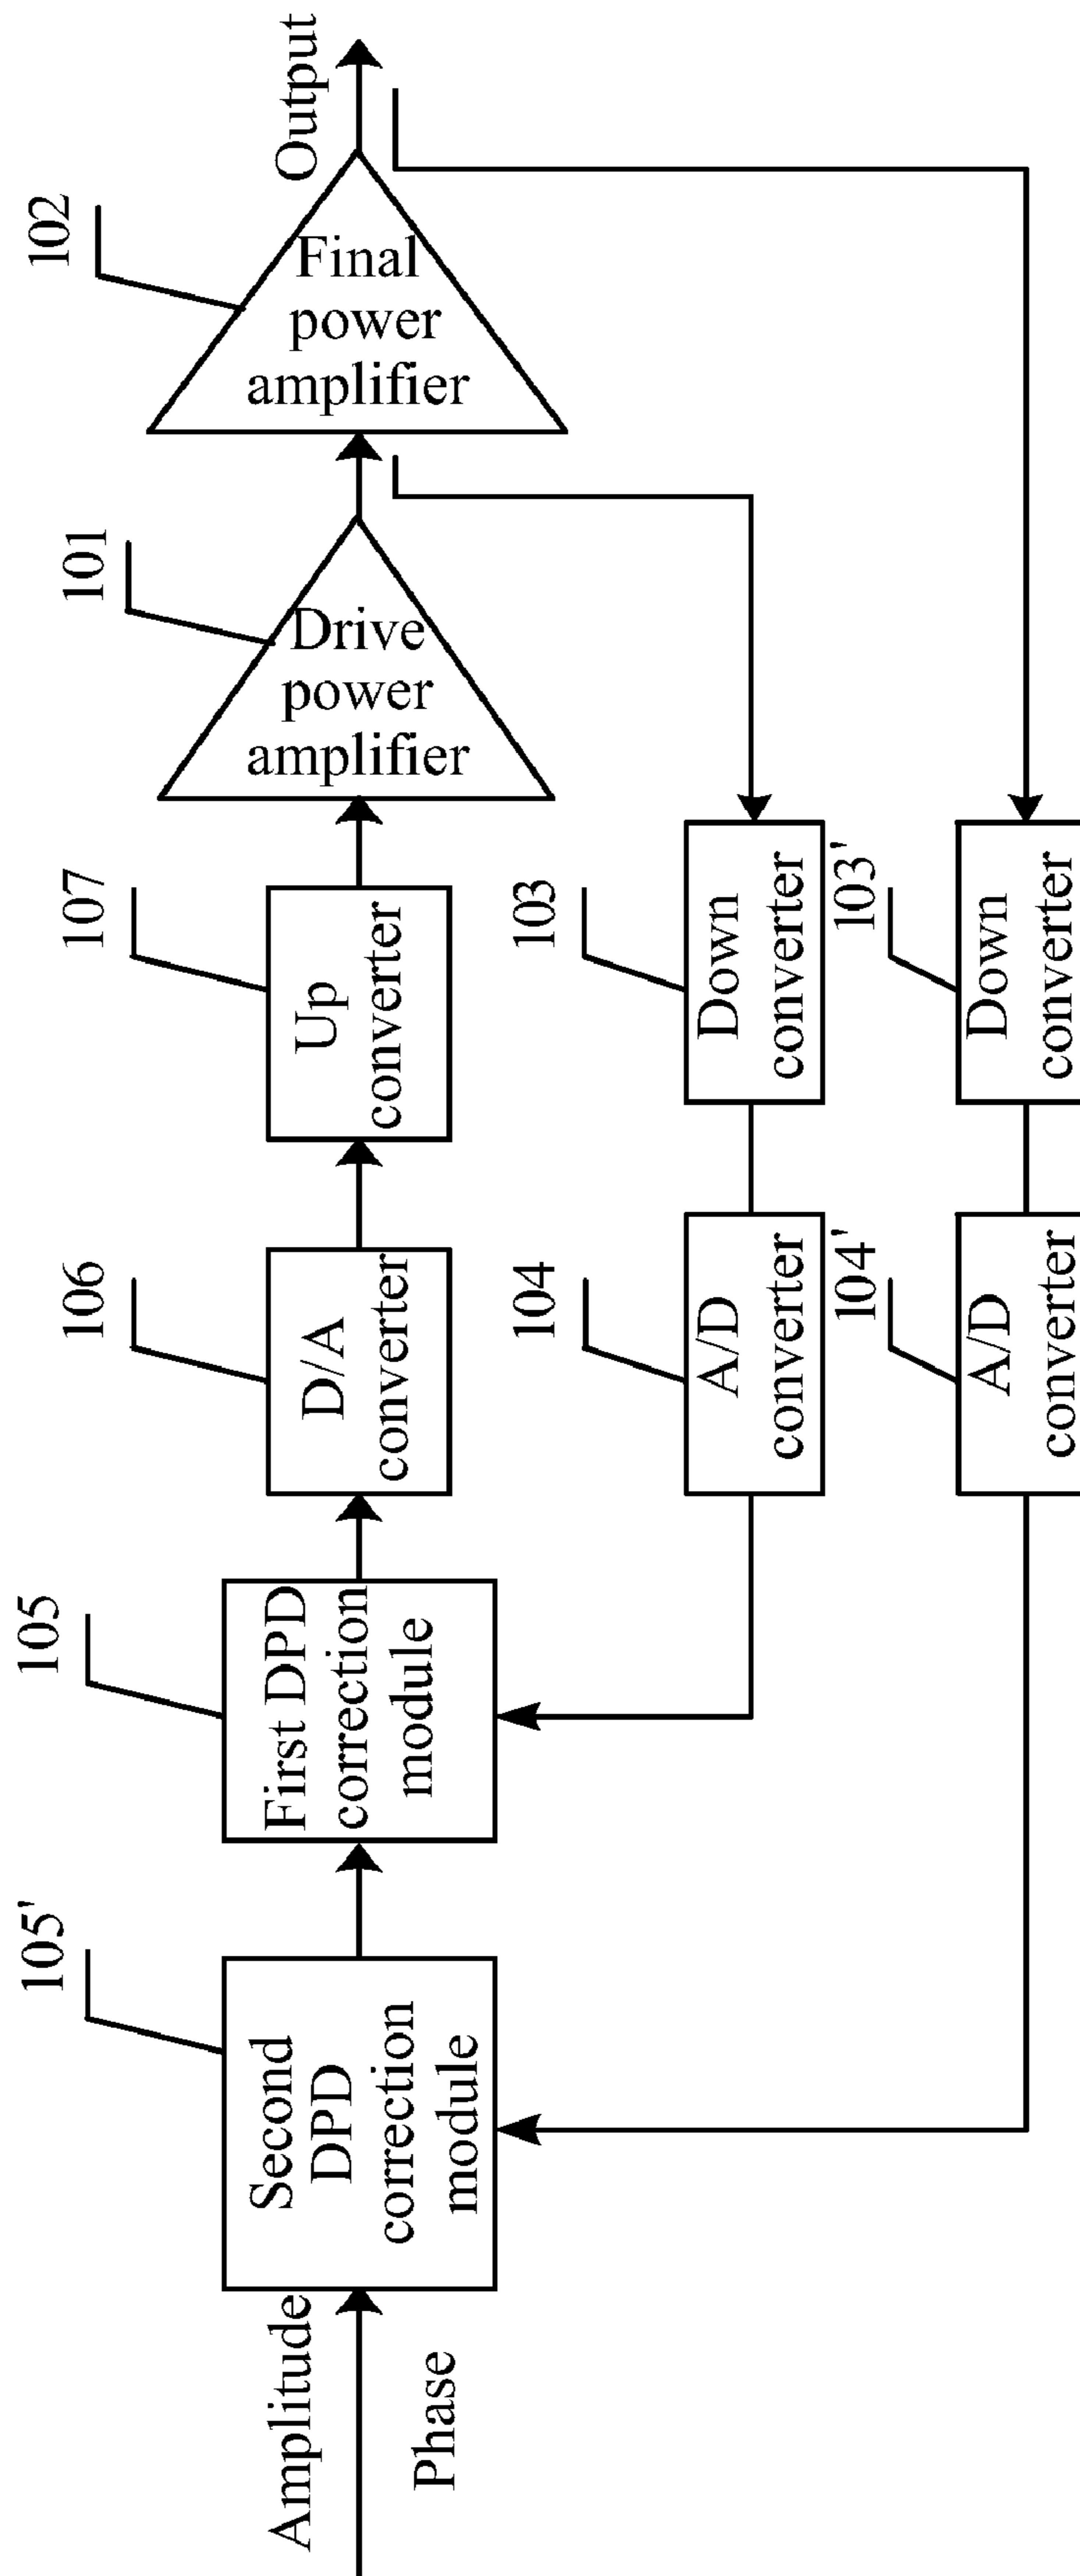 Amplitude
Phase
105'
Second
DPD
correction
module
105
First DPD
correction
module
106
D/A
converter
107
Up
converter
101
Drive
power
amplifier
102
Final
power
amplifier
Output
104
A/D
converter
103
Down
converter
104'
A/D
converter
103'
Down
converter